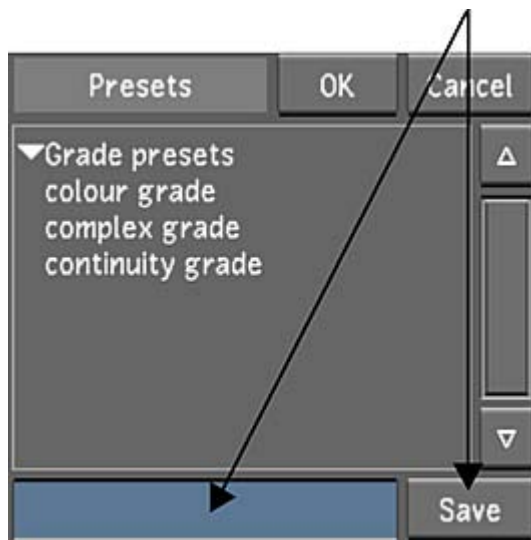 Presets OK Cancel
Grade presets
colour grade
complex grade
continuity grade
Save